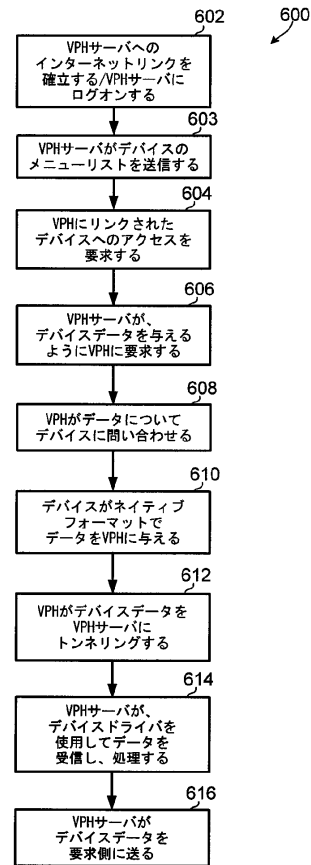 600
602
VPHサーバへの
インターネットリンクを
確立する/VPHサーバに
ログオンする
603
VPHサーバがデバイスの
メニューリストを送信する
604
VPHにリンクされた
デバイスへのアクセスを
要求する
606
VPHサーバが、
デバイスデータを与える
ようにVPHに要求する
608
VPHがデータについて
デバイスに問い合わせる
610
デバイスがネイティブ
フォーマットで
データをVPHに与える
612
VPHがデバイスデータを
VPHサーバに
トンネリングする
614
VPHサーバが、
デバイスドライバを
使用してデータを
受信し、処理する
616
VPHサーバが
デバイスデータを
要求側に送る